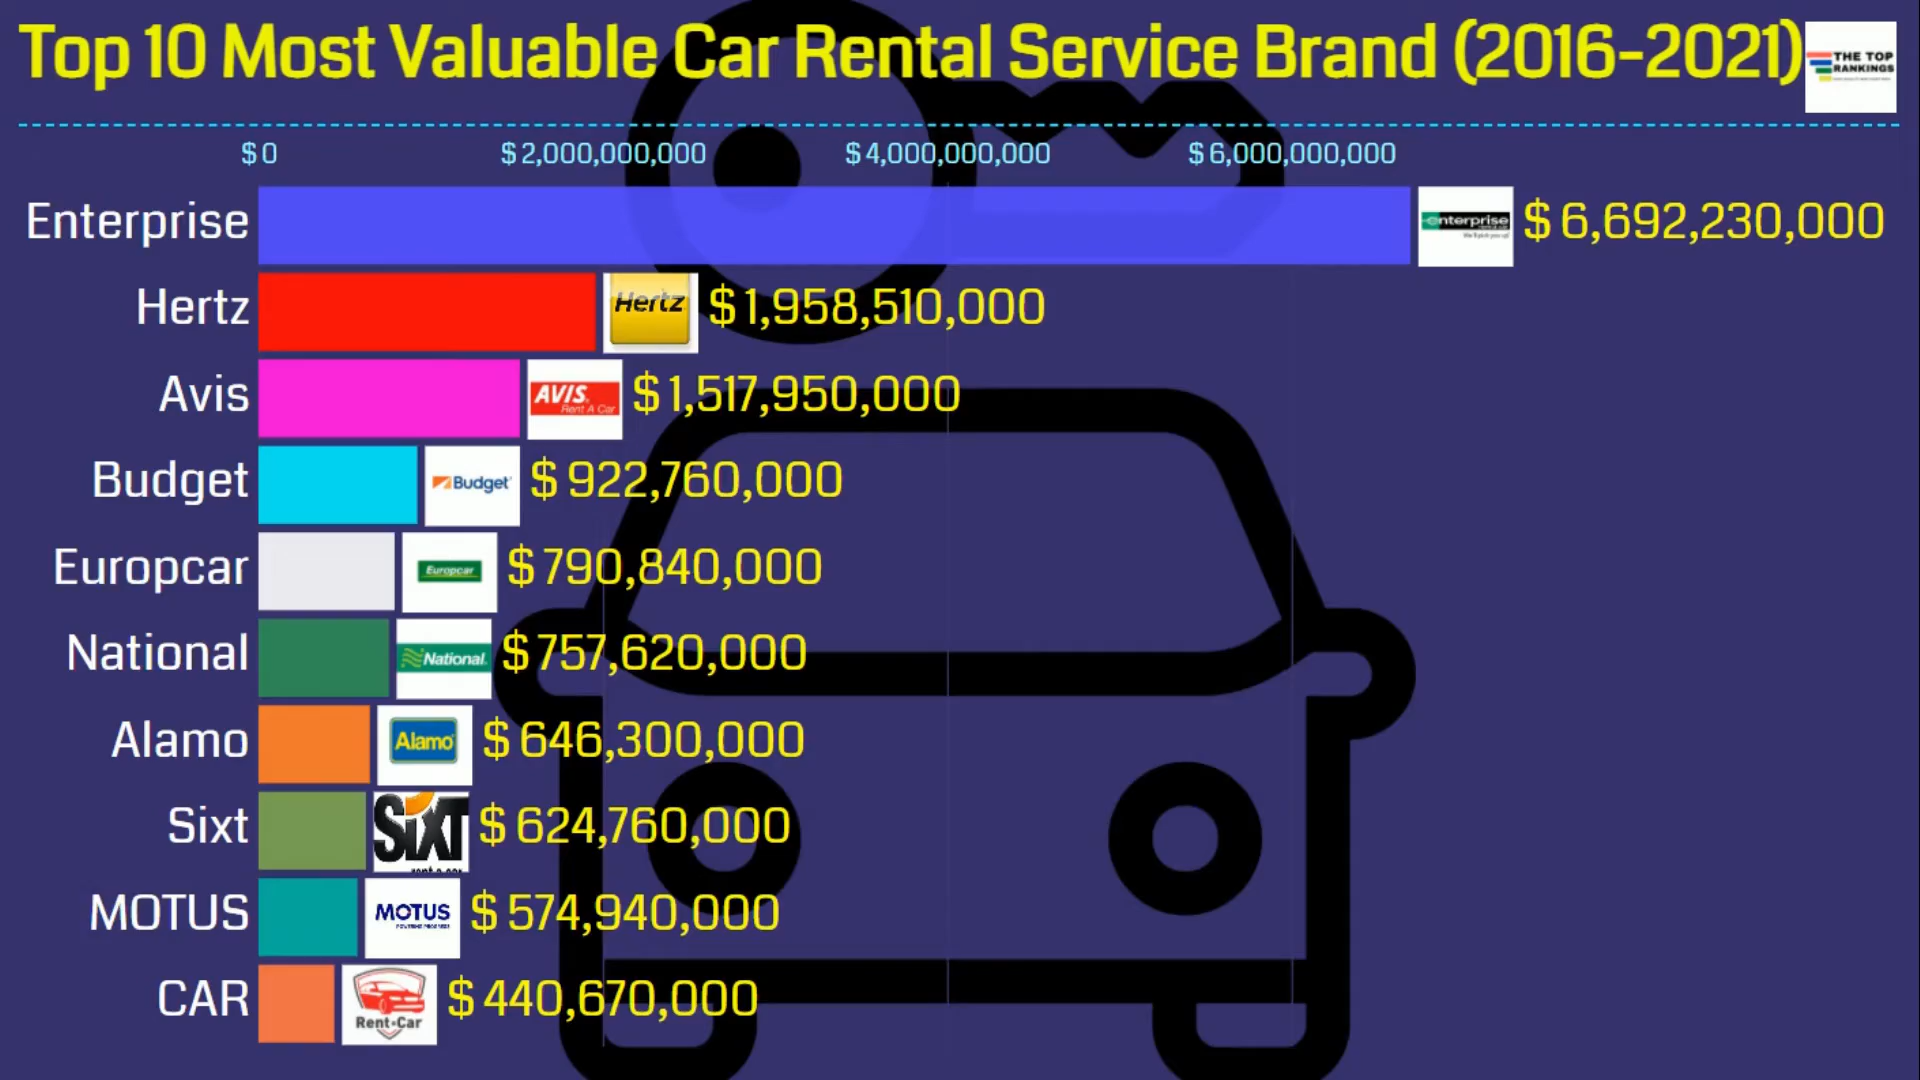 Top 10 Most Valuable Car Rental Service Brand (2016-2021)
THE TOP
RANKINGS
$ 0 $ 2,000,000,000 $ 4,000,000,000 $ 6,000,000,000
Enterprise enterprise $ 6,692,230,000
Hertz Hertz $ 1,958,510,000
Avis AVIS. Rent A Car $ 1,517,950,000
Budget Budget $ 922,760,000
Europcar Europcar $ 790,840,000
National National. $ 757,620,000
Alamo Alamo $ 646,300,000
Sixt SiXT rent a car $ 624,760,000
MOTUS MOTUS $ 574,940,000
CAR Rent-Car $ 440,670,000